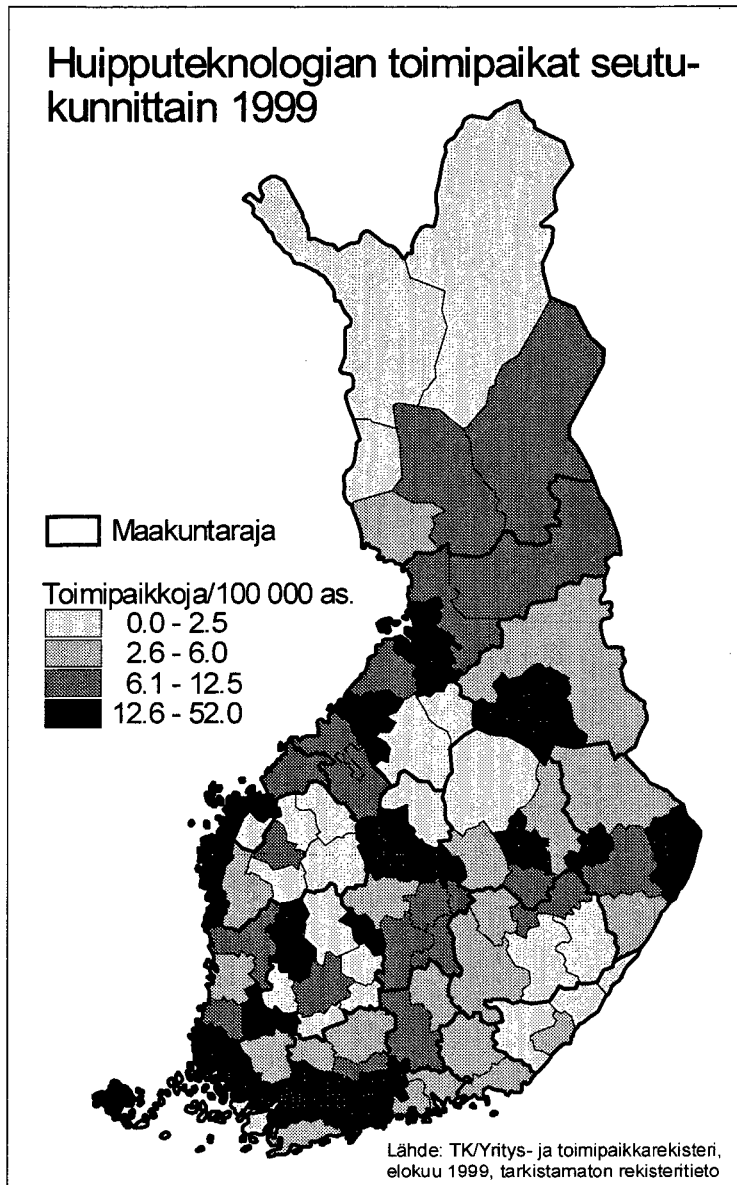 Huipputeknologian toimipaikat seutu-
kunnittain 1999
Maakuntaraja
Toimipaikkoja/100 000 as.
0.0 - 2.5
2.6 - 6.0
6.1 - 12.5
12.6 - 52.0
Lähde: TK/Yritys- ja toimipaikkarekisteri,
elokuu 1999, tarkistamaton rekisteritieto